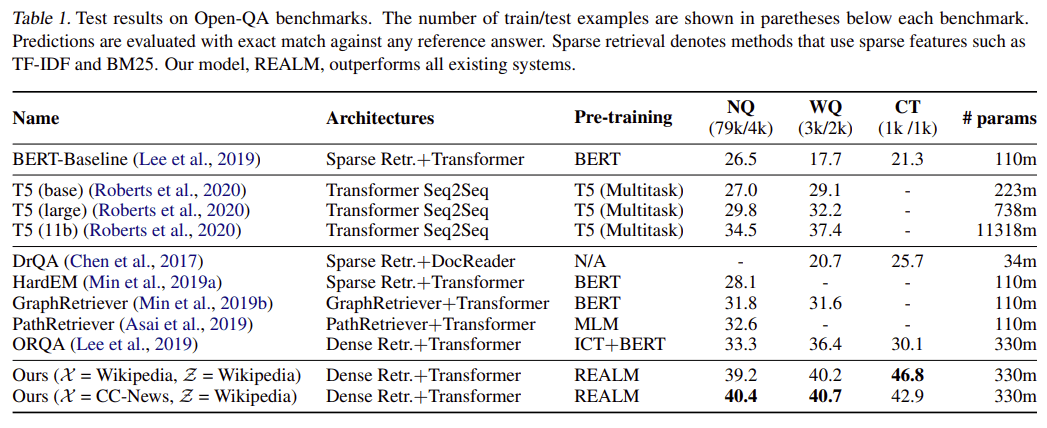 Table 1. Test results on Open-QA benchmarks. The number of train/test examples are shown in paretheses below each benchmark.
Predictions are evaluated with exact match against any reference answer. Sparse retrieval denotes methods that use sparse features such as
TF-IDF and BM25. Our model, REALM, outperforms all existing systems.
Name Architectures Pre-training NQ (79k/4k) WQ (3k/2k) CT (1k /1k) # params
BERT-Baseline (Lee et al., 2019) Sparse Retr.+Transformer BERT 26.5 17.7 21.3 110m
T5 (base) (Roberts et al., 2020) Transformer Seq2Seq T5 (Multitask) 27.0 29.1 - 223m
T5 (large) (Roberts et al., 2020) Transformer Seq2Seq T5 (Multitask) 29.8 32.2 - 738m
T5 (11b) (Roberts et al., 2020) Transformer Seq2Seq T5 (Multitask) 34.5 37.4 - 11318m
DrQA (Chen et al., 2017) Sparse Retr.+DocReader N/A - 20.7 25.7 34m
HardEM (Min et al., 2019a) Sparse Retr.+Transformer BERT 28.1 - - 110m
GraphRetriever (Min et al., 2019b) GraphRetriever+Transformer BERT 31.8 31.6 - 110m
PathRetriever (Asai et al., 2019) PathRetriever+Transformer MLM 32.6 - - 110m
ORQA (Lee et al., 2019) Dense Retr.+Transformer ICT+BERT 33.3 36.4 30.1 330m
Ours (𝒳 = Wikipedia, 𝒵 = Wikipedia) Dense Retr.+Transformer REALM 39.2 40.2 46.8 330m
Ours (𝒳 = CC-News, 𝒵 = Wikipedia) Dense Retr.+Transformer REALM 40.4 40.7 42.9 330m